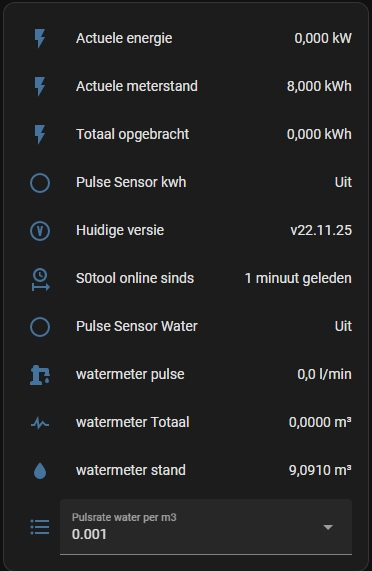 Actuele energie 0,000 kW
Actuele meterstand 8,000 kWh
Totaal opgebracht 0,000 kWh
Pulse Sensor kwh Uit
Huidige versie v22.11.25
S0tool online sinds 1 minuut geleden
Pulse Sensor Water Uit
watermeter pulse 0,0 l/min
watermeter Totaal 0,0000 m³
watermeter stand 9,0910 m³
Pulsrate water per m3
0.001